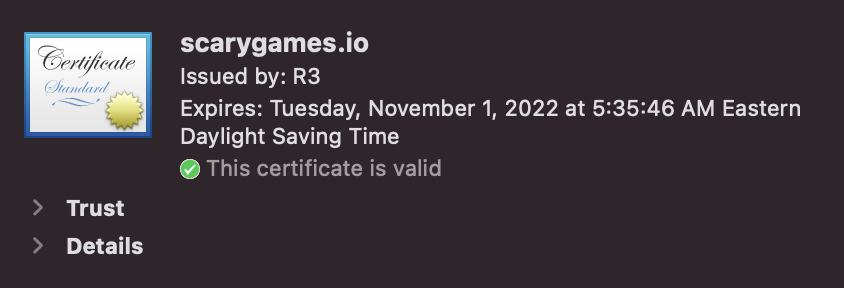 Certificate
Standard
scarygames.io
Issued by: R3
Expires: Tuesday, November 1, 2022 at 5:35:46 AM Eastern
Daylight Saving Time
This certificate is valid
Trust
Details